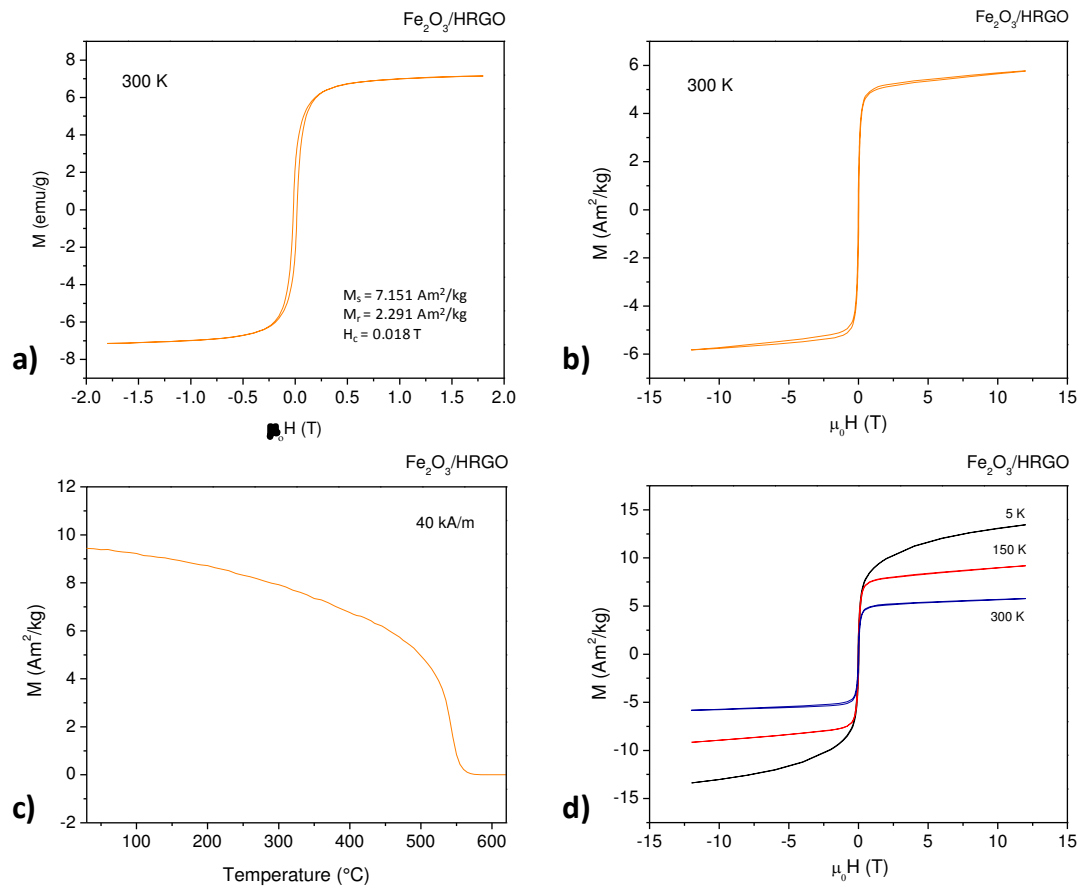 Fe₂O₃/HRGO
8
6
4
2
0
-2
-4
-6
-8
M (emu/g)
300 K
Mₛ = 7.151 Am²/kg
Mᵣ = 2.291 Am²/kg
H꜀ = 0.018 T
a)
-2.0 -1.5 -1.0 -0.5 0.0 0.5 1.0 1.5 2.0
μₒH (T)
Fe₂O₃/HRGO
6
4
2
0
-2
-4
-6
M (Am²/kg)
300 K
b)
-15 -10 -5 0 5 10 15
μ₀H (T)
Fe₂O₃/HRGO
12
10
8
6
4
2
0
-2
M (Am²/kg)
40 kA/m
c)
100 200 300 400 500 600
Temperature (°C)
Fe₂O₃/HRGO
15
10
5
0
-5
-10
-15
M (Am²/kg)
5 K
150 K
300 K
d)
-15 -10 -5 0 5 10 15
μ₀H (T)